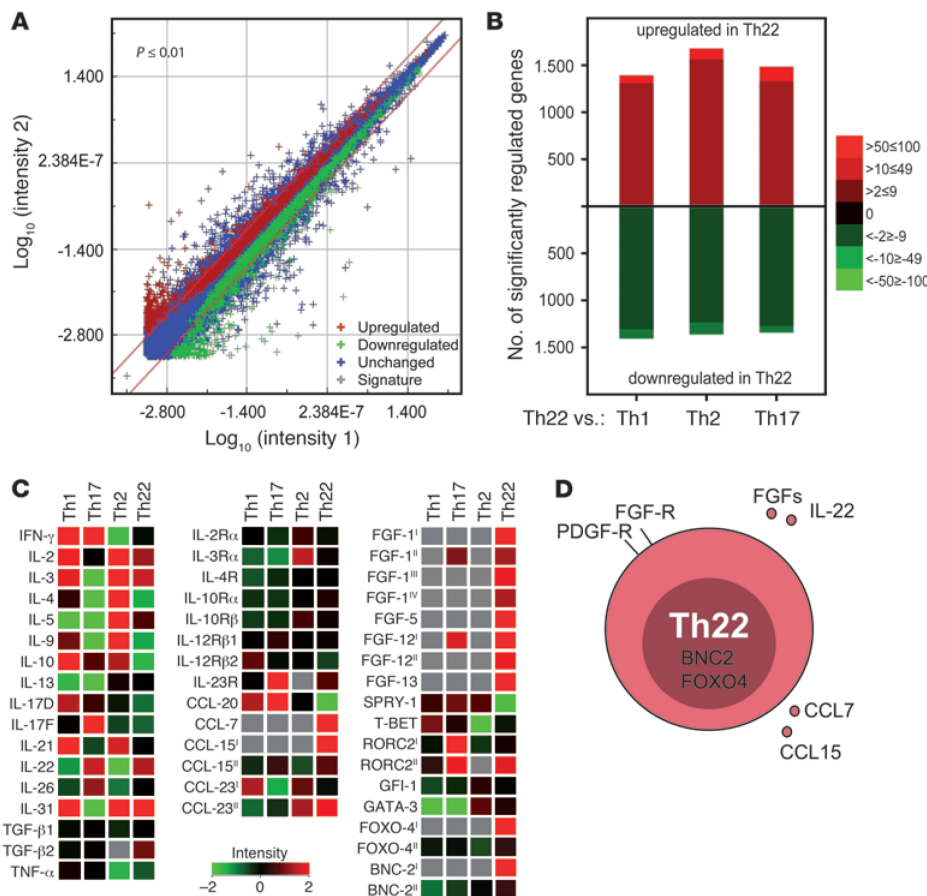 A
P ≤ 0.01
1.400
2.384E-7
-1.400
-2.800
Log10 (intensity 2)
+ Upregulated
+ Downregulated
+ Unchanged
+ Signature
-2.800 -1.400 2.384E-7 1.400
Log10 (intensity 1)
B
upregulated in Th22
1.500
1000
500
500
1000
1.500
No. of significantly regulated genes
downregulated in Th22
Th22 vs.: Th1 Th2 Th17
>50≤100
>10≤49
>2≤9
0
<-2≥-9
<-10≥-49
<-50≥-100
C
Th1 Th17 Th2 Th22
IFN-γ
IL-2
IL-3
IL-4
IL-5
IL-9
IL-10
IL-13
IL-17D
IL-17F
IL-21
IL-22
IL-26
IL-31
TGF-β1
TGF-β2
TNF-α
Th1 Th17 Th2 Th22
IL-2Rα
IL-3Rα
IL-4R
IL-10Rα
IL-10Rβ
IL-12Rβ1
IL-12Rβ2
IL-23R
CCL-20
CCL-7
CCL-15I
CCL-15II
CCL-23I
CCL-23II
Intensity
−2 0 2
Th1 Th17 Th2 Th22
FGF-1I
FGF-1II
FGF-1III
FGF-1IV
FGF-5
FGF-12I
FGF-12II
FGF-13
SPRY-1
T-BET
RORC2I
RORC2II
GFI-1
GATA-3
FOXO-4I
FOXO-4II
BNC-2I
BNC-2II
D
FGFs
IL-22
FGF-R
PDGF-R
Th22
BNC2
FOXO4
CCL7
CCL15